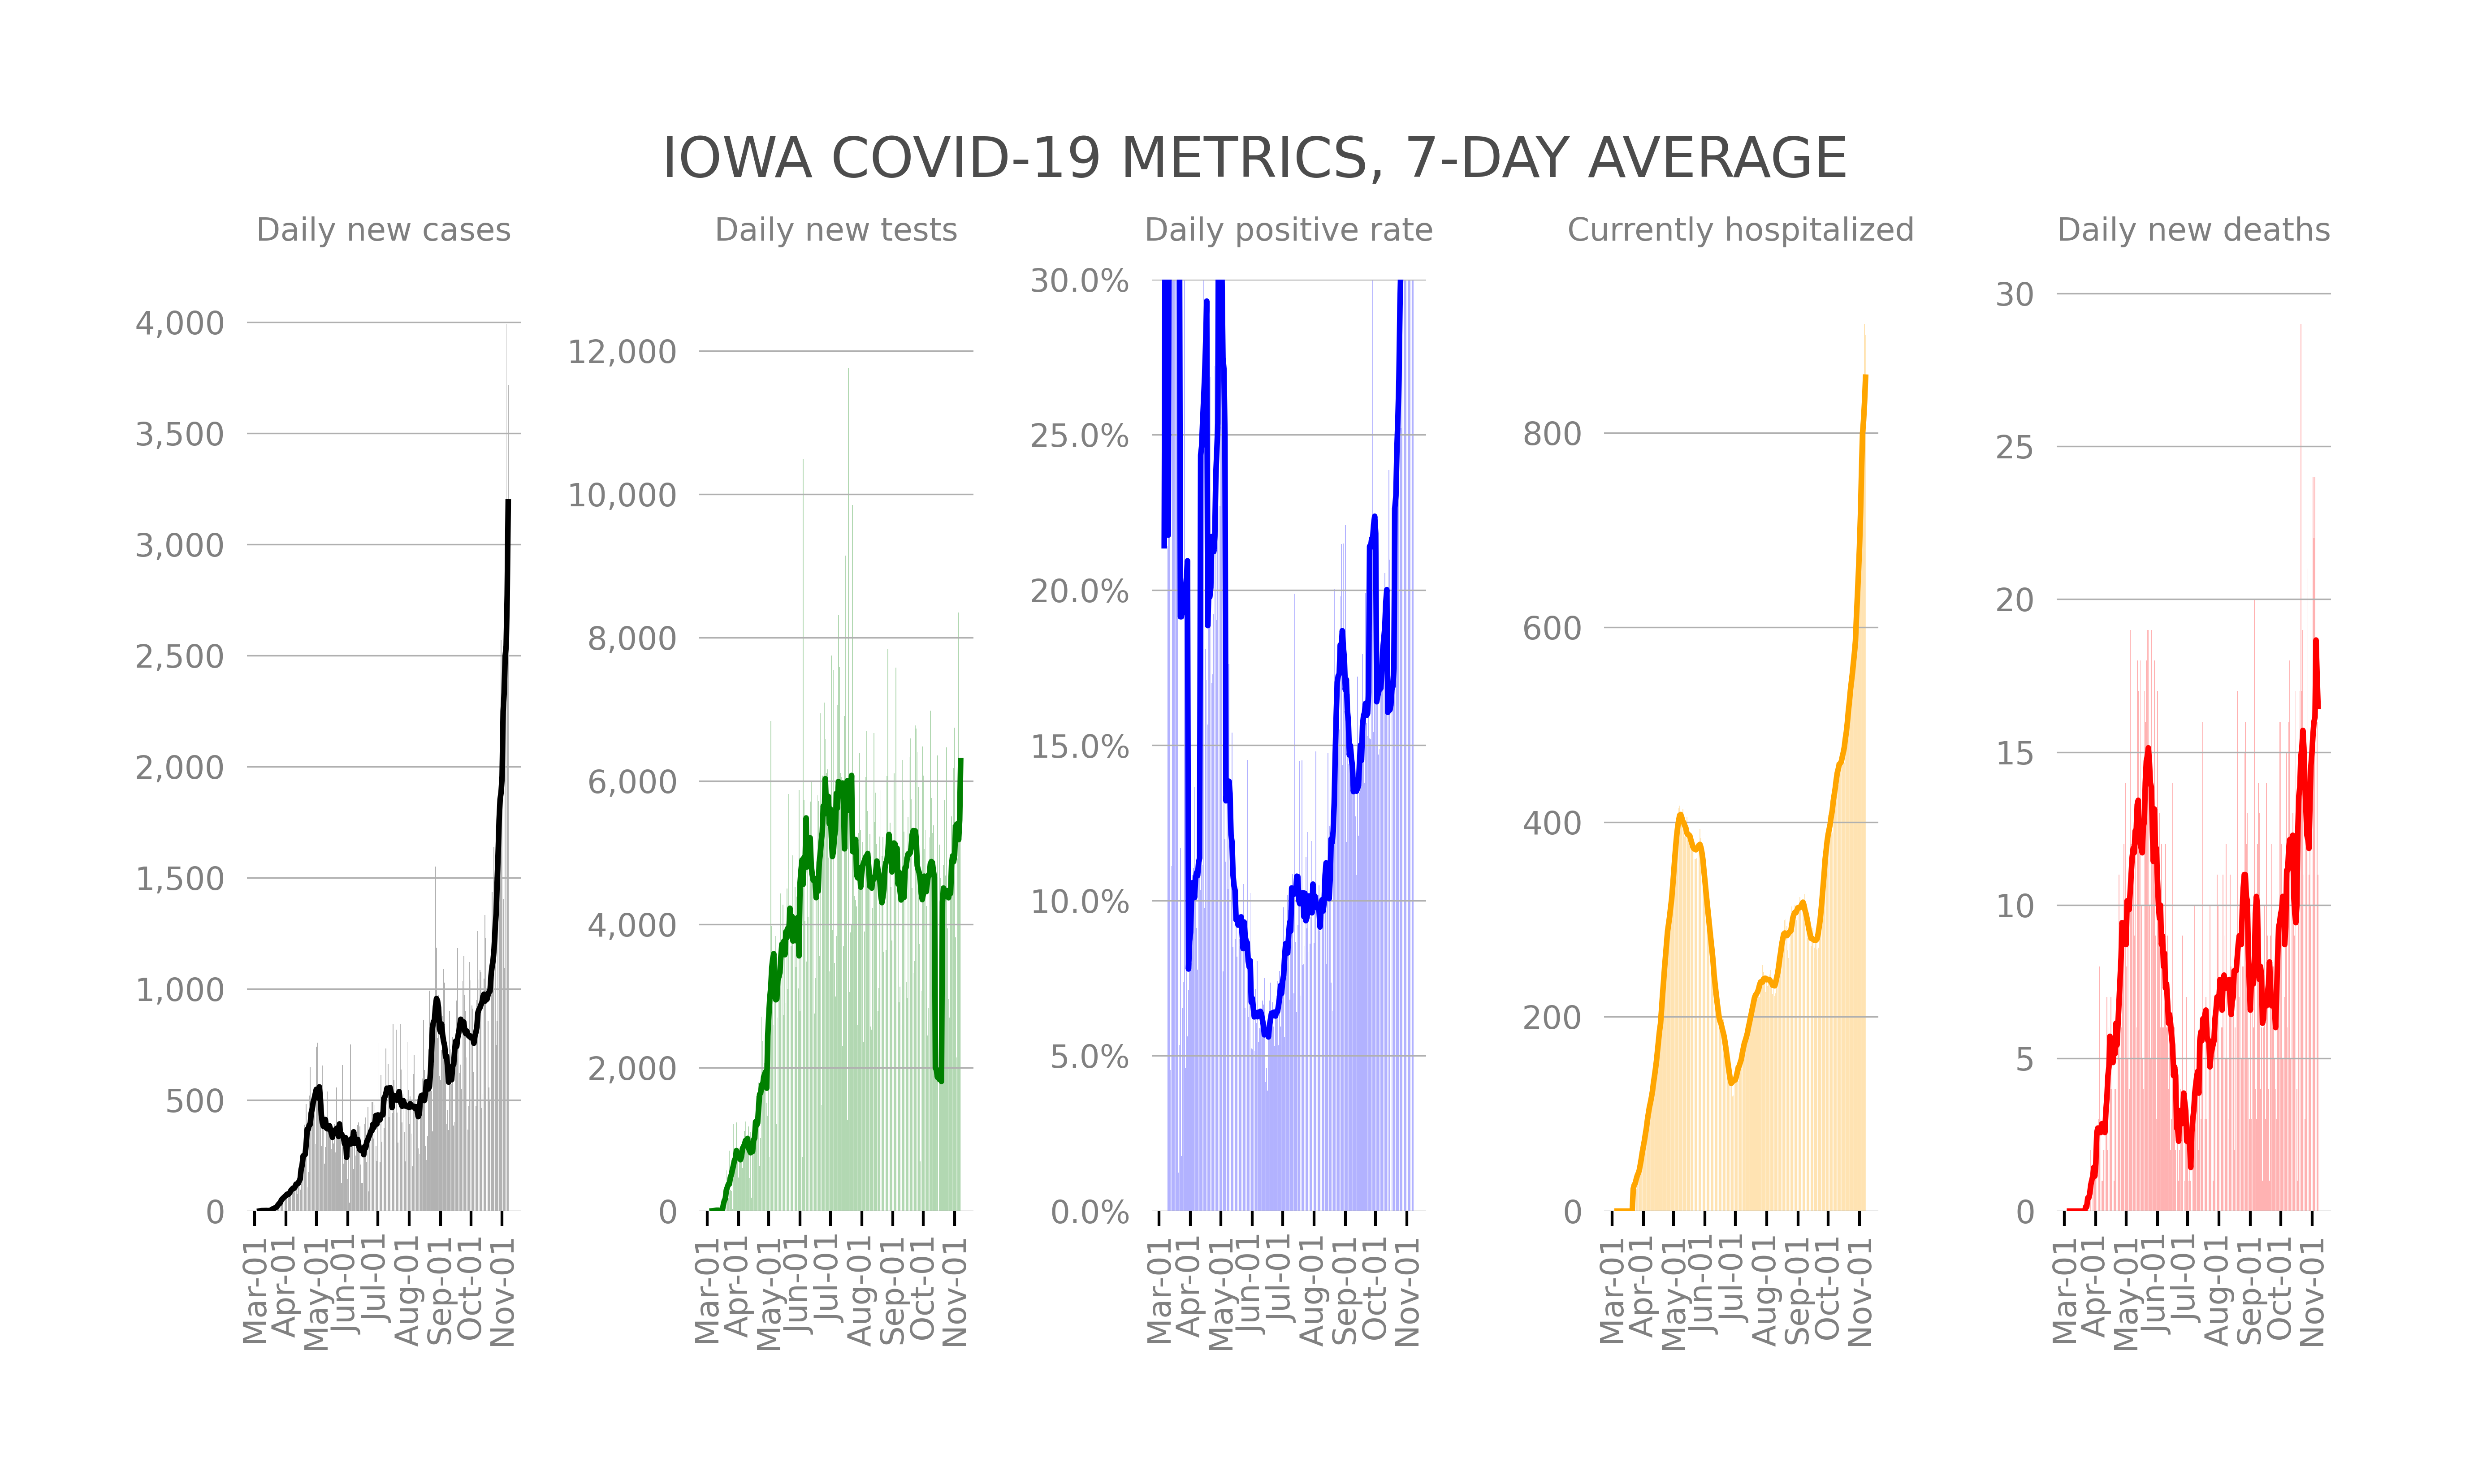 IOWA COVID-19 METRICS, 7-DAY AVERAGE
Daily new cases
4,000
3,500
3,000
2,500
2,000
1,500
1,000
500
0
Mar-01
Apr-01
May-01
Jun-01
Jul-01
Aug-01
Sep-01
Oct-01
Nov-01
Daily new tests
12,000
10,000
8,000
6,000
4,000
2,000
0
Mar-01
Apr-01
May-01
Jun-01
Jul-01
Aug-01
Sep-01
Oct-01
Nov-01
Daily positive rate
30.0%
25.0%
20.0%
15.0%
10.0%
5.0%
0.0%
Mar-01
Apr-01
May-01
Jun-01
Jul-01
Aug-01
Sep-01
Oct-01
Nov-01
Currently hospitalized
800
600
400
200
0
Mar-01
Apr-01
May-01
Jun-01
Jul-01
Aug-01
Sep-01
Oct-01
Nov-01
Daily new deaths
30
25
20
15
10
5
0
Mar-01
Apr-01
May-01
Jun-01
Jul-01
Aug-01
Sep-01
Oct-01
Nov-01